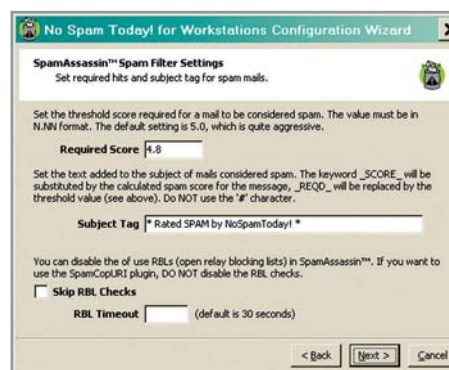 No Spam Today! for Workstations Configuration Wizard
SpamAssassin™ Spam Filter Settings
Set required hits and subject tag for spam mails.
Set the threshold score required for a mail to be considered spam. The value must be in
N.NN format. The default setting is 5.0, which is quite aggressive.
Required Score 4.8
Set the text added to the subject of mails considered spam. The keyword _SCORE_ will be
substituted by the calculated spam score for the message, _REQD_ will be replaced by the
threshold value (see above). Do NOT use the '#' character.
Subject Tag * Rated SPAM by NoSpamToday! *
You can disable the of use RBLs (open relay blocking lists) in SpamAssassin™. If you want to
use the SpamCopURI plugin, DO NOT disable the RBL checks.
Skip RBL Checks
RBL Timeout (default is 30 seconds)
< Back Next > Cancel